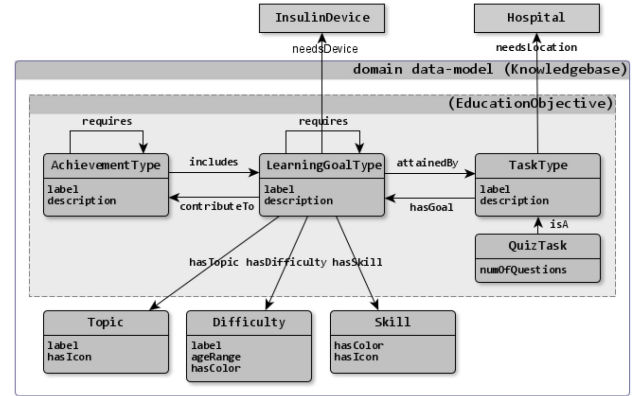 InsulinDevice
Hospital
needsDevice
needsLocation
domain data-model (Knowledgebase)
(EducationObjective)
requires
requires
AchievementType
label
description
includes
contributeTo
LearningGoalType
label
description
attainedBy
hasGoal
TaskType
label
description
isA
QuizTask
numOfQuestions
hasTopic
hasDifficulty
hasSkill
Topic
label
hasIcon
Difficulty
label
ageRange
hasColor
Skill
hasColor
hasIcon